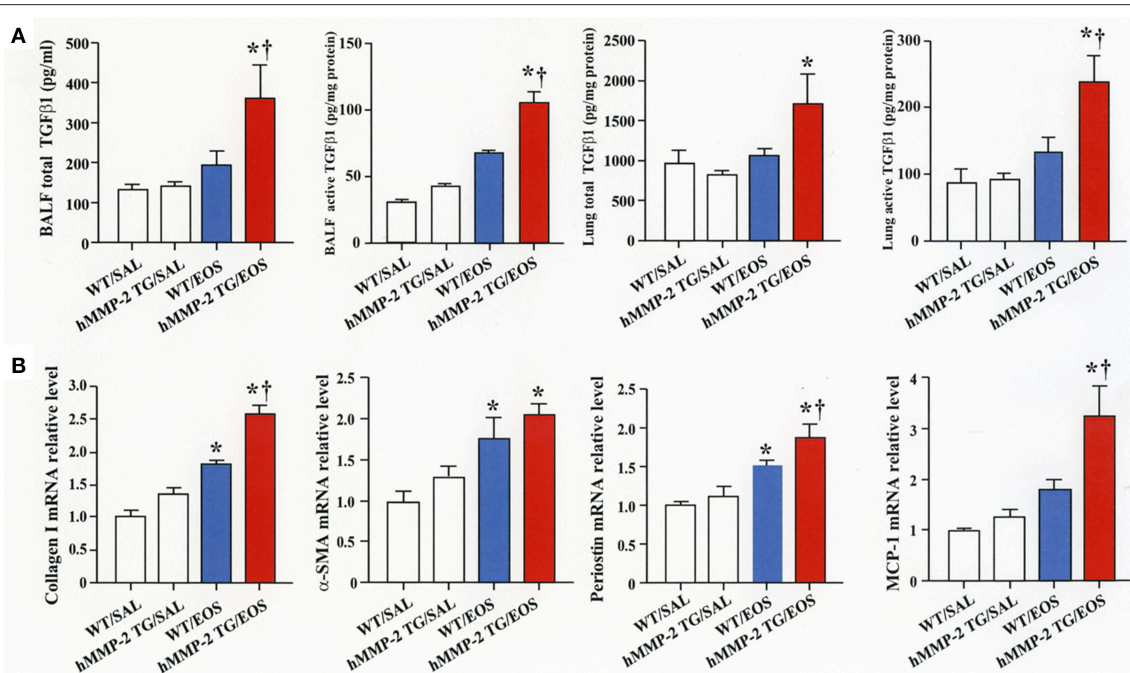 A
BALF total TGFβ1 (pg/ml)
500
400
300
200
100
0
*†
WT/SAL
hMMP-2 TG/SAL
WT/EOS
hMMP-2 TG/EOS
BALF active TGFβ1 (pg/mg protein)
150
100
50
0
*†
WT/SAL
hMMP-2 TG/SAL
WT/EOS
hMMP-2 TG/EOS
Lung total TGFβ1 (pg/mg protein)
2500
2000
1500
1000
500
0
*
WT/SAL
hMMP-2 TG/SAL
WT/EOS
hMMP-2 TG/EOS
Lung active TGFβ1 (pg/mg protein)
300
200
100
0
*†
WT/SAL
hMMP-2 TG/SAL
WT/EOS
hMMP-2 TG/EOS
B
Collagen I mRNA relative level
3.0
2.5
2.0
1.5
1.0
0.5
0
*
*†
WT/SAL
hMMP-2 TG/SAL
WT/EOS
hMMP-2 TG/EOS
α-SMA mRNA relative level
2.5
2.0
1.5
1.0
0.5
0
*
*
WT/SAL
hMMP-2 TG/SAL
WT/EOS
hMMP-2 TG/EOS
Periostin mRNA relative level
2.5
2.0
1.5
1.0
0.5
0
*
*†
WT/SAL
hMMP-2 TG/SAL
WT/EOS
hMMP-2 TG/EOS
MCP-1 mRNA relative level
4
3
2
1
0
*†
WT/SAL
hMMP-2 TG/SAL
WT/EOS
hMMP-2 TG/EOS